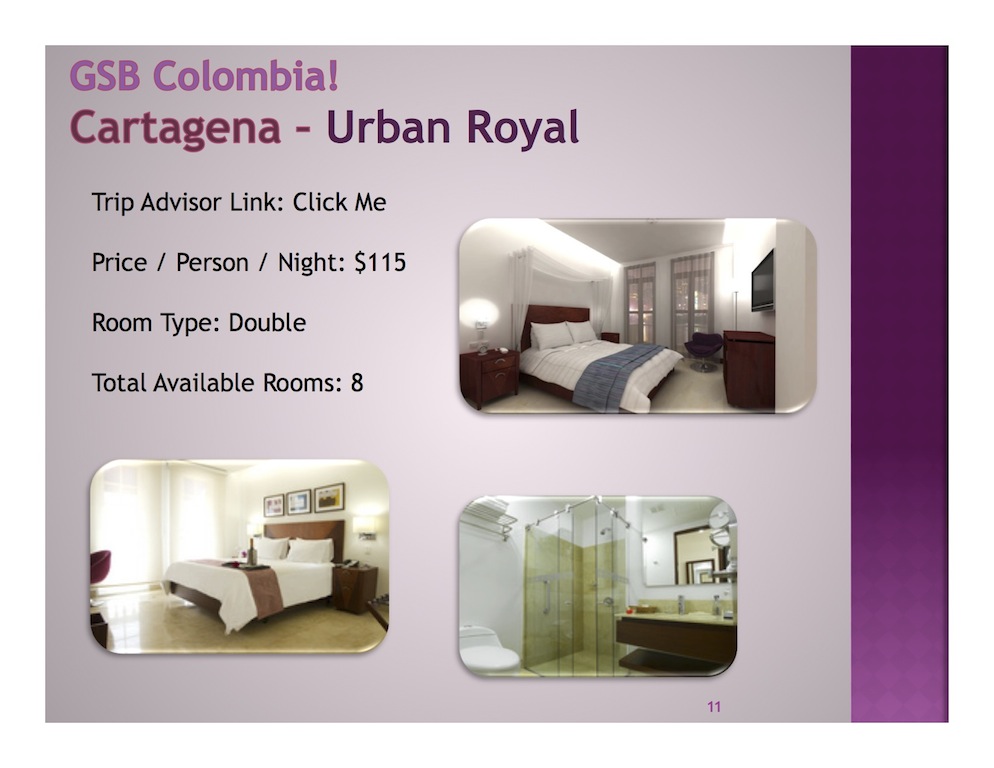 GSB Colombia!
Cartagena – Urban Royal
Trip Advisor Link: Click Me
Price / Person / Night: $115
Room Type: Double
Total Available Rooms: 8
11